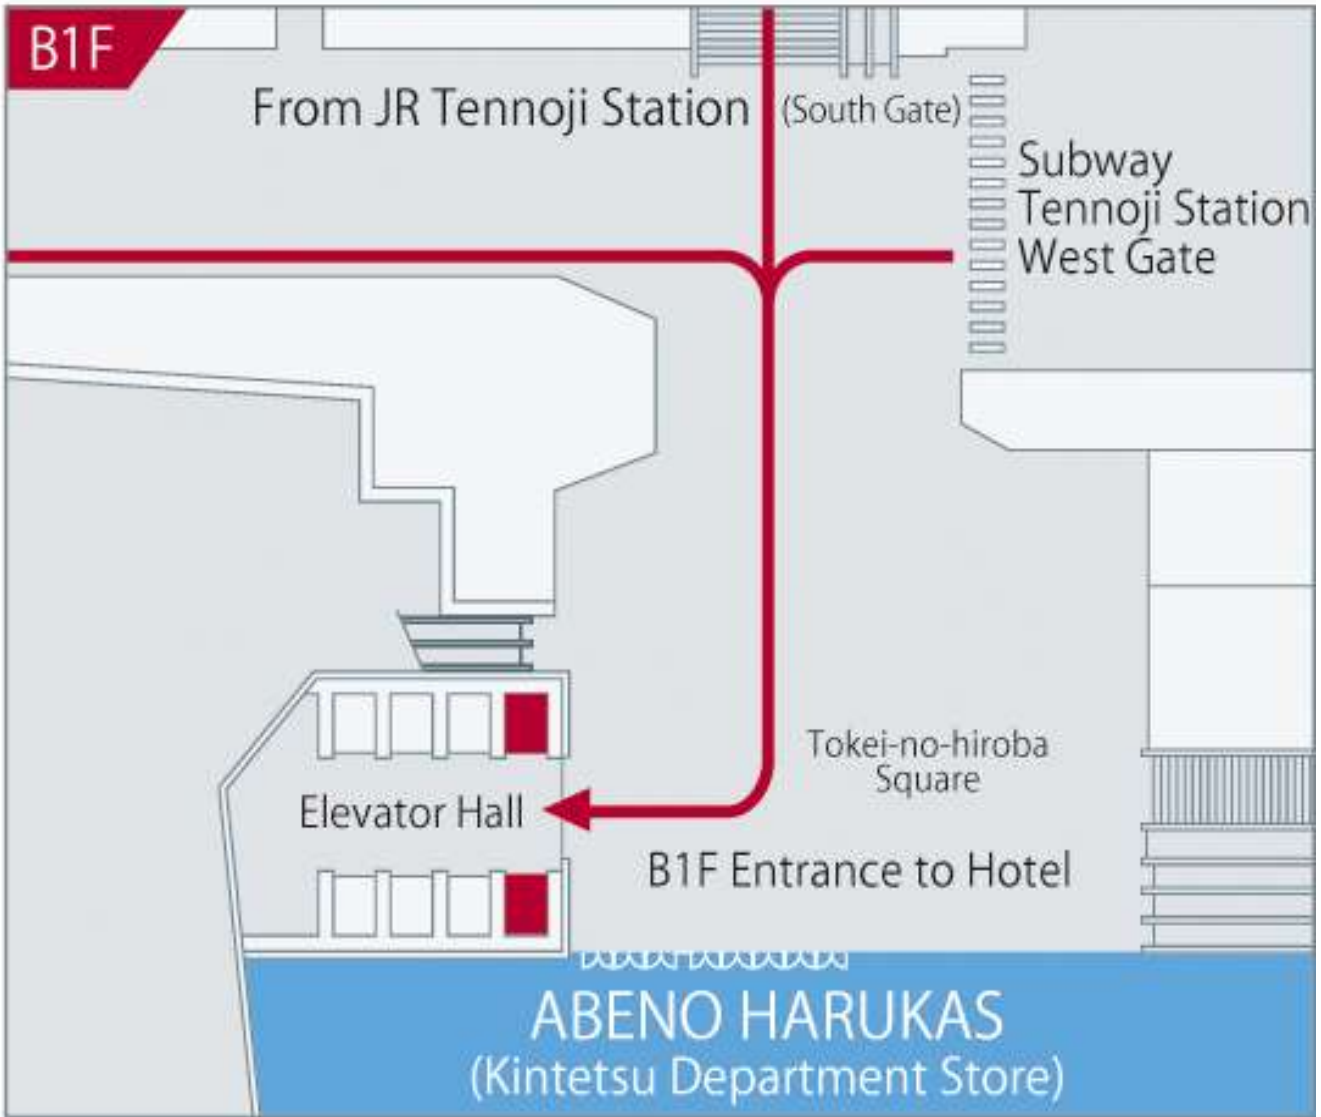 B1F
From JR Tennoji Station (South Gate)
Subway
Tennoji Station
West Gate
Tokei-no-hiroba
Square
Elevator Hall
B1F Entrance to Hotel
ABENO HARUKAS
(Kintetsu Department Store)